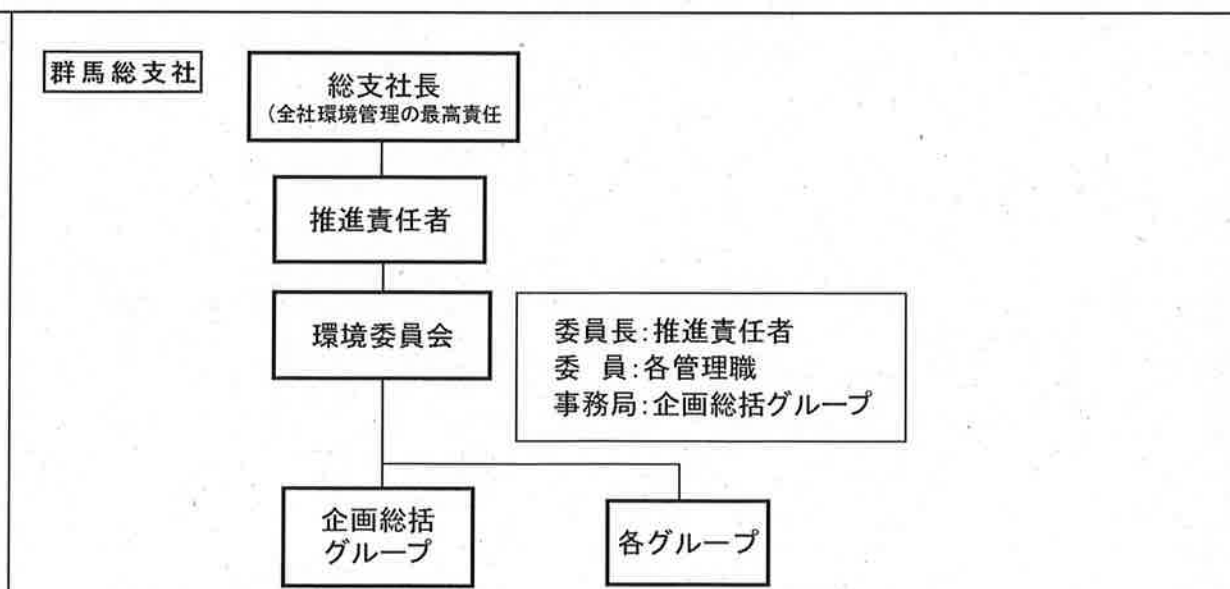 群馬総支社
総支社長
(全社環境管理の最高責任
推進責任者
環境委員会
委員長:推進責任者
委 員:各管理職
事務局:企画総括グループ
企画総括
グループ
各グループ